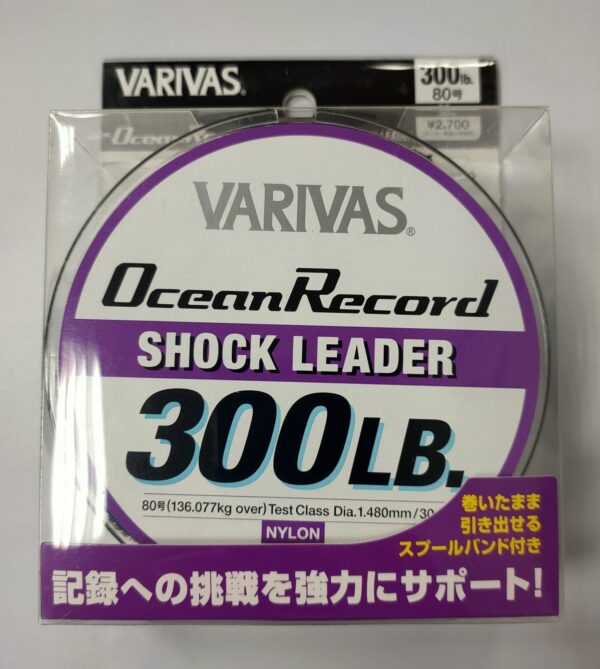 VARIVAS®
300lb.
80号
¥2,700
OceanRecord
VARIVAS®
OceanRecord
SHOCK LEADER
300LB.
80号(136.077kg over) Test Class Dia.1.480mm/30
NYLON
巻いたまま
引き出せる
スプールバンド付き
記録への挑戦を強力にサポート!